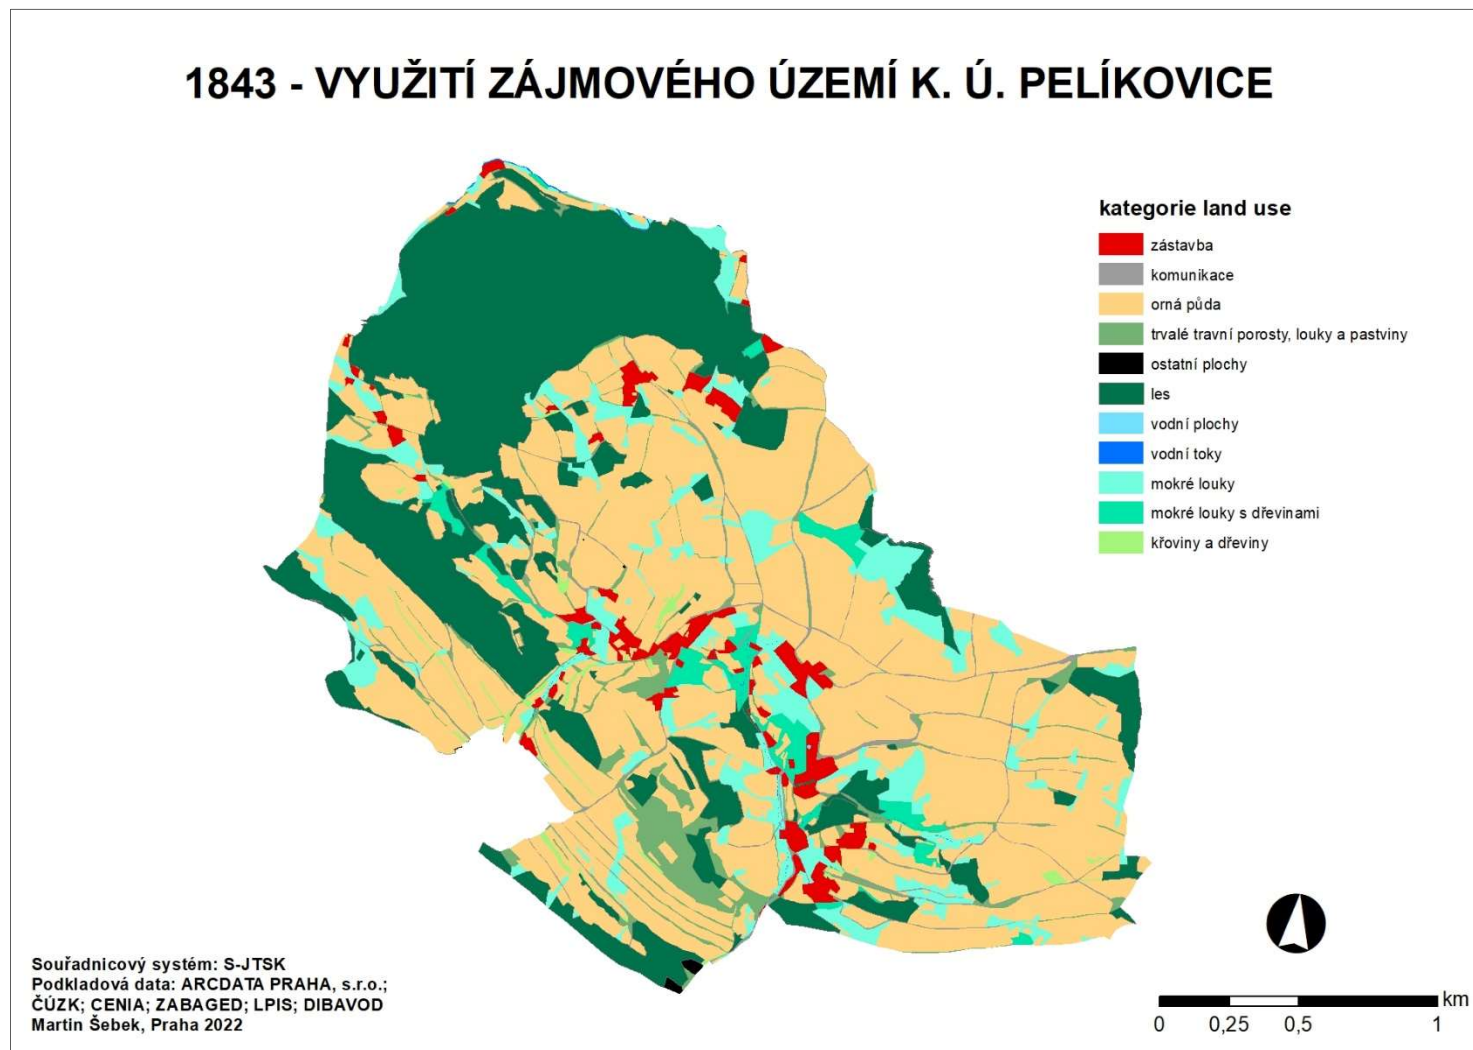 1843 - VYUŽITÍ ZÁJMOVÉHO ÚZEMÍ K. Ú. PELÍKOVICE
kategorie land use
zástavba
komunikace
orná půda
trvalé travní porosty, louky a pastviny
ostatní plochy
les
vodní plochy
vodní toky
mokré louky
mokré louky s dřevinami
křoviny a dřeviny
Souřadnicový systém: S-JTSK
Podkladová data: ARCDATA PRAHA, s.r.o.;
ČÚZK; CENIA; ZABAGED; LPIS; DIBAVOD
Martin Šebek, Praha 2022
km
0 0,25 0,5 1